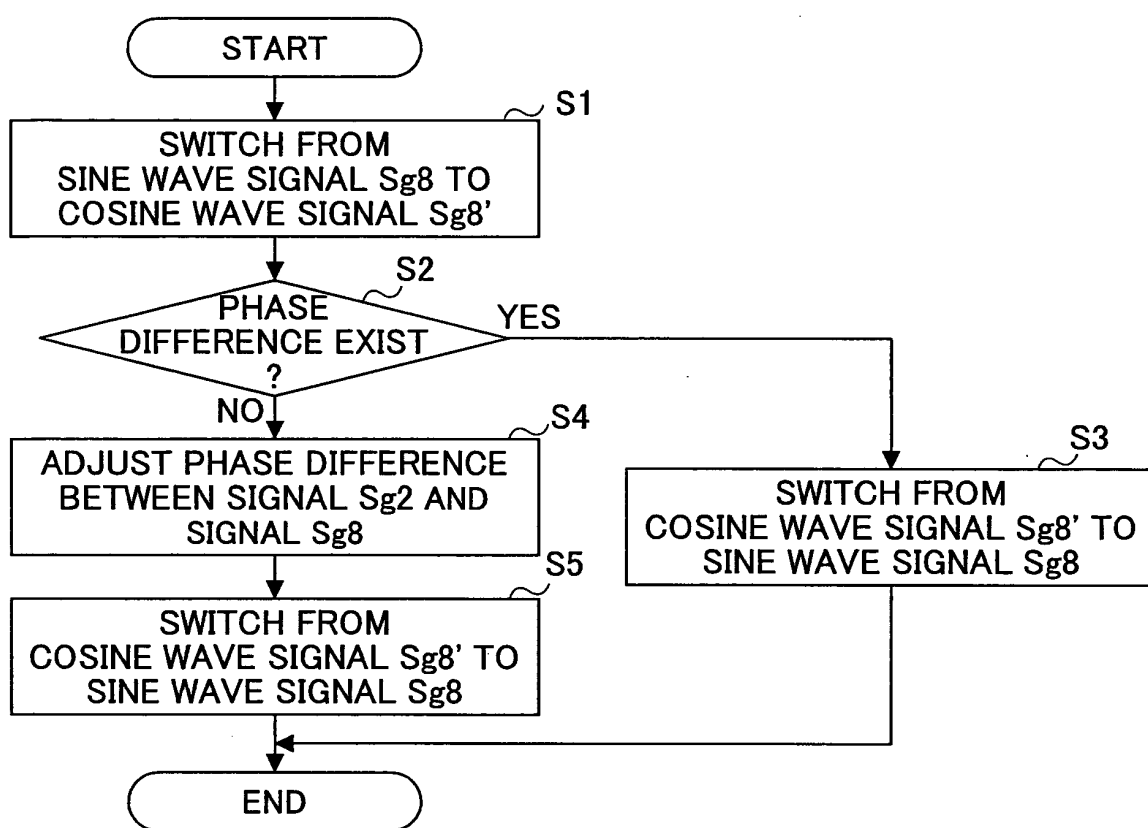 START
S1
SWITCH FROM
SINE WAVE SIGNAL Sg8 TO
COSINE WAVE SIGNAL Sg8'
S2
PHASE
DIFFERENCE EXIST
?
YES
NO
S4
ADJUST PHASE DIFFERENCE
BETWEEN SIGNAL Sg2 AND
SIGNAL Sg8
S3
SWITCH FROM
COSINE WAVE SIGNAL Sg8' TO
SINE WAVE SIGNAL Sg8
S5
SWITCH FROM
COSINE WAVE SIGNAL Sg8' TO
SINE WAVE SIGNAL Sg8
END